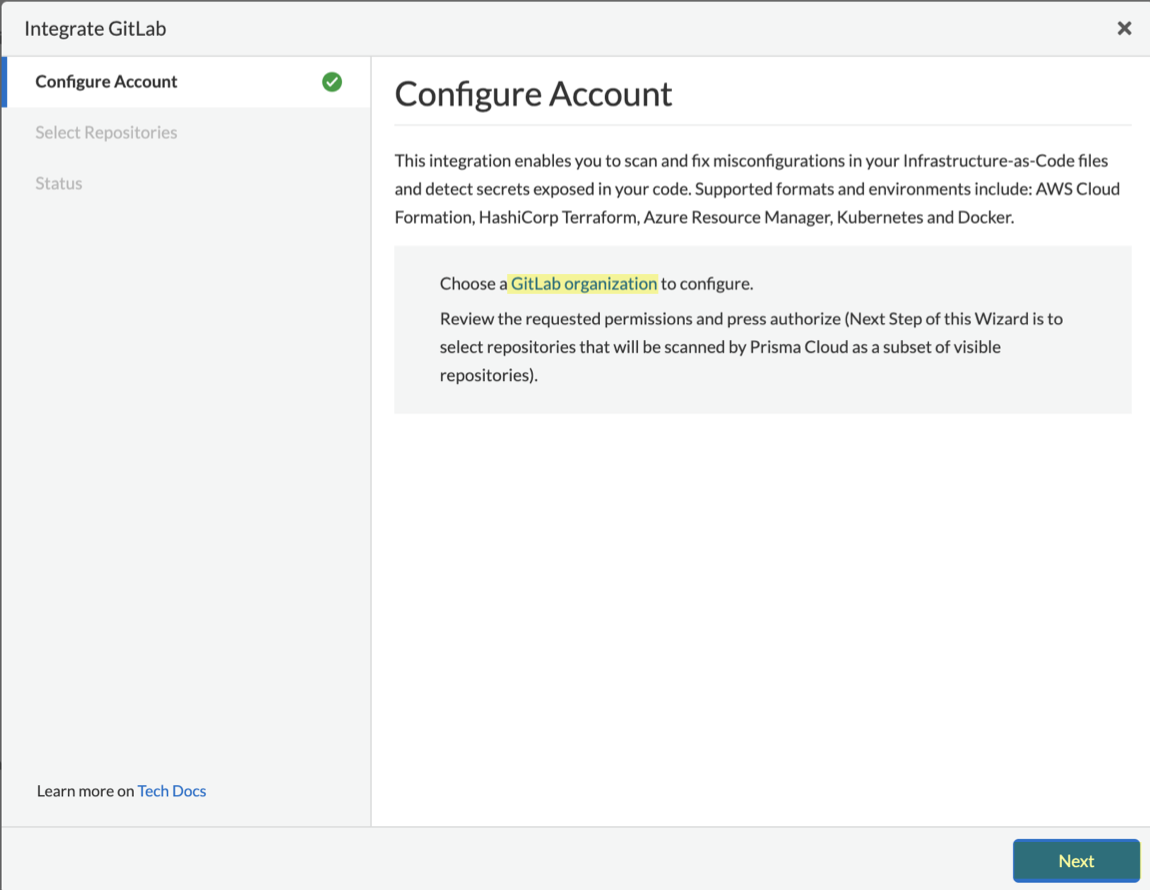 Integrate GitLab
Configure Account
Select Repositories
Status
Learn more on Tech Docs
Configure Account
This integration enables you to scan and fix misconfigurations in your Infrastructure-as-Code files
and detect secrets exposed in your code. Supported formats and environments include: AWS Cloud
Formation, HashiCorp Terraform, Azure Resource Manager, Kubernetes and Docker.
Choose a GitLab organization to configure.
Review the requested permissions and press authorize (Next Step of this Wizard is to
select repositories that will be scanned by Prisma Cloud as a subset of visible
repositories).
Next